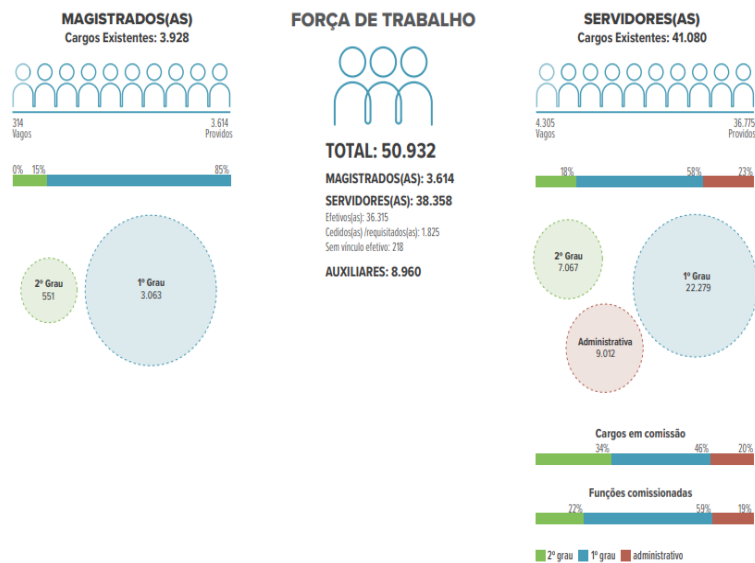 MAGISTRADOS(AS)
Cargos Existentes: 3.928
314
Vagos
3.614
Providos
0% 15% 85%
2º Grau
551
1º Grau
3.063
FORÇA DE TRABALHO
TOTAL: 50.932
MAGISTRADOS(AS): 3.614
SERVIDORES(AS): 38.358
Efetivos(as): 36.315
Cedidos(as)/requisitados(as): 1.825
Sem vínculo efetivo: 218
AUXILIARES: 8.960
SERVIDORES(AS)
Cargos Existentes: 41.080
4.305
Vagos
36.775
Providos
18% 58% 23%
2º Grau
7.067
1º Grau
22.279
Administrativa
9.012
Cargos em comissão
34% 46% 20%
Funções comissionadas
22% 59% 19%
2º grau 1º grau administrativo